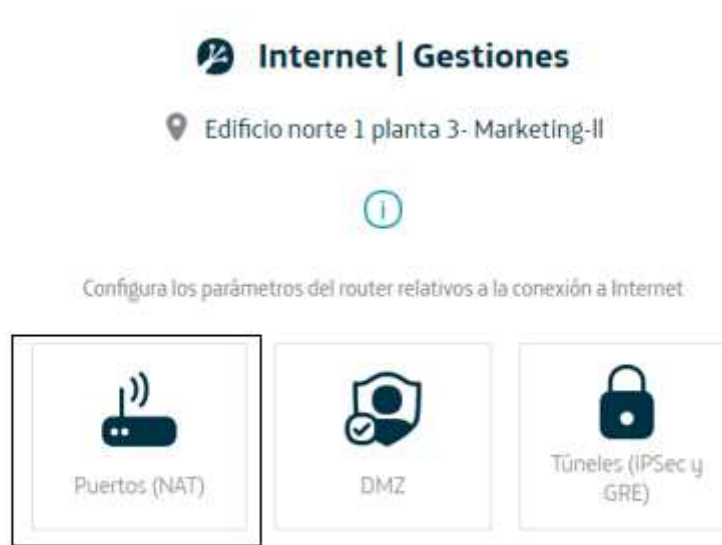 Internet | Gestiones
Edificio norte 1 planta 3- Marketing-II
i
Configura los parámetros del router relativos a la conexión a Internet
Puertos (NAT)
DMZ
Túneles (IPSec y
GRE)